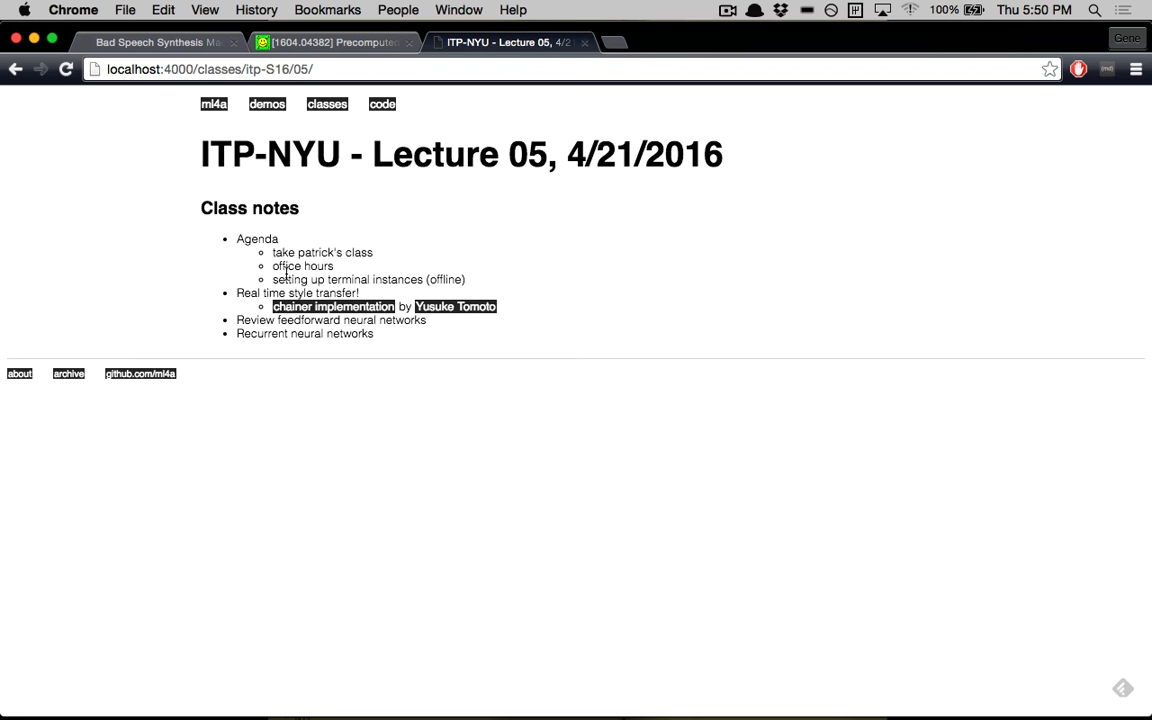 Chrome File Edit View History Bookmarks People Window Help 100% Thu 5:50 PM
Bad Speech Synthesis Ma [1604.04382] Precomputed ITP-NYU - Lecture 05, 4/21 Gene
localhost:4000/classes/itp-S16/05/
ml4a demos classes code
ITP-NYU - Lecture 05, 4/21/2016
Class notes
Agenda
take patrick's class
office hours
setting up terminal instances (offline)
Real time style transfer!
chainer implementation by Yusuke Tomoto
Review feedforward neural networks
Recurrent neural networks
about archive github.com/ml4a